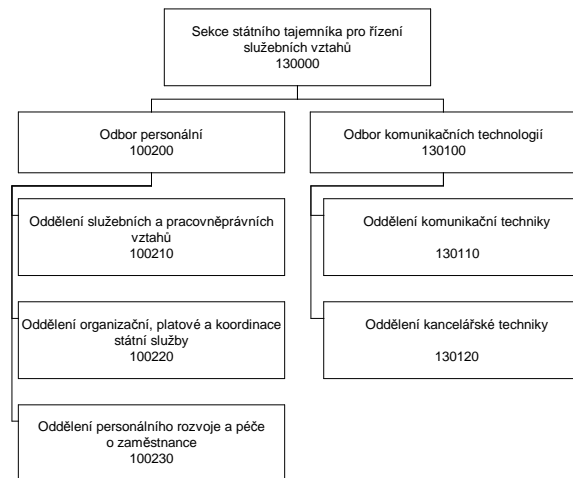 Sekce státního tajemníka pro řízení
služebních vztahů
130000
Odbor personální
100200
Odbor komunikačních technologií
130100
Oddělení služebních a pracovněprávních
vztahů
100210
Oddělení komunikační techniky
130110
Oddělení organizační, platové a koordinace
státní služby
100220
Oddělení kancelářské techniky
130120
Oddělení personálního rozvoje a péče
o zaměstnance
100230